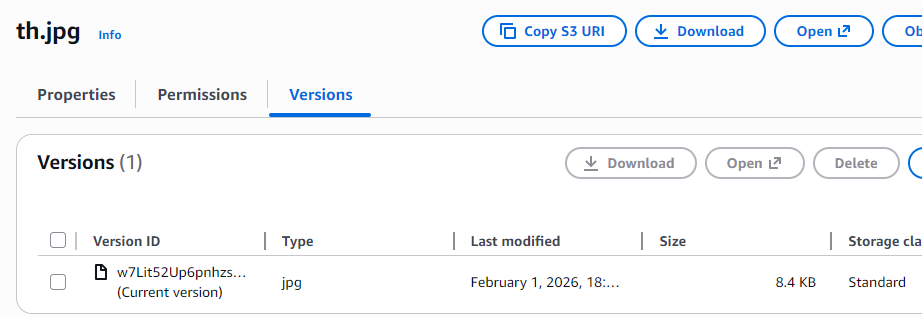 th.jpg Info Copy S3 URI Download Open Ob
Properties Permissions Versions
Versions (1) Download Open Delete
Version ID Type Last modified Size Storage cla
w7Lit52Up6pnhzs... jpg February 1, 2026, 18:... 8.4 KB Standard
(Current version)